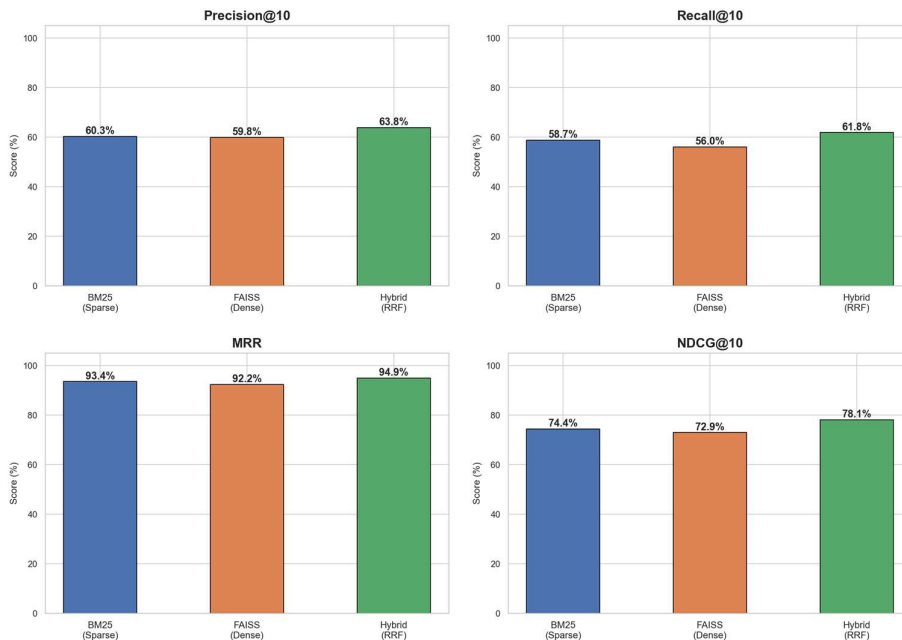 Precision@10
100
80
60
40
20
0
Score (%)
60.3%
59.8%
63.8%
BM25
(Sparse)
FAISS
(Dense)
Hybrid
(RRF)
Recall@10
100
80
60
40
20
0
Score (%)
58.7%
56.0%
61.8%
BM25
(Sparse)
FAISS
(Dense)
Hybrid
(RRF)
MRR
100
80
60
40
20
0
Score (%)
93.4%
92.2%
94.9%
BM25
(Sparse)
FAISS
(Dense)
Hybrid
(RRF)
NDCG@10
100
80
60
40
20
0
Score (%)
74.4%
72.9%
78.1%
BM25
(Sparse)
FAISS
(Dense)
Hybrid
(RRF)